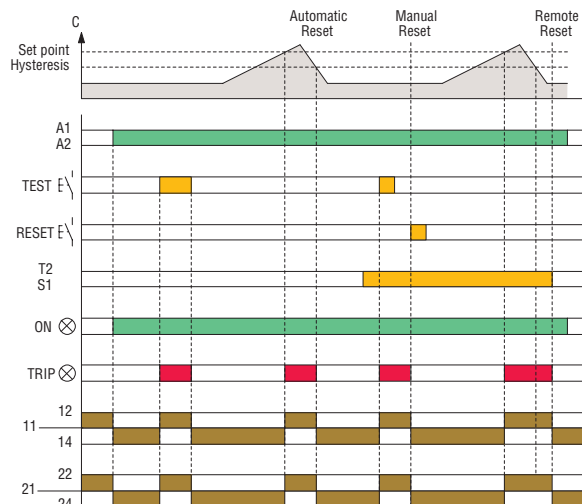 C
Automatic Reset
Manual Reset
Remote Reset
Set point
Hysteresis
A1
A2
TEST E
RESET E
T2
S1
ON
TRIP
12
11
14
22
21
24